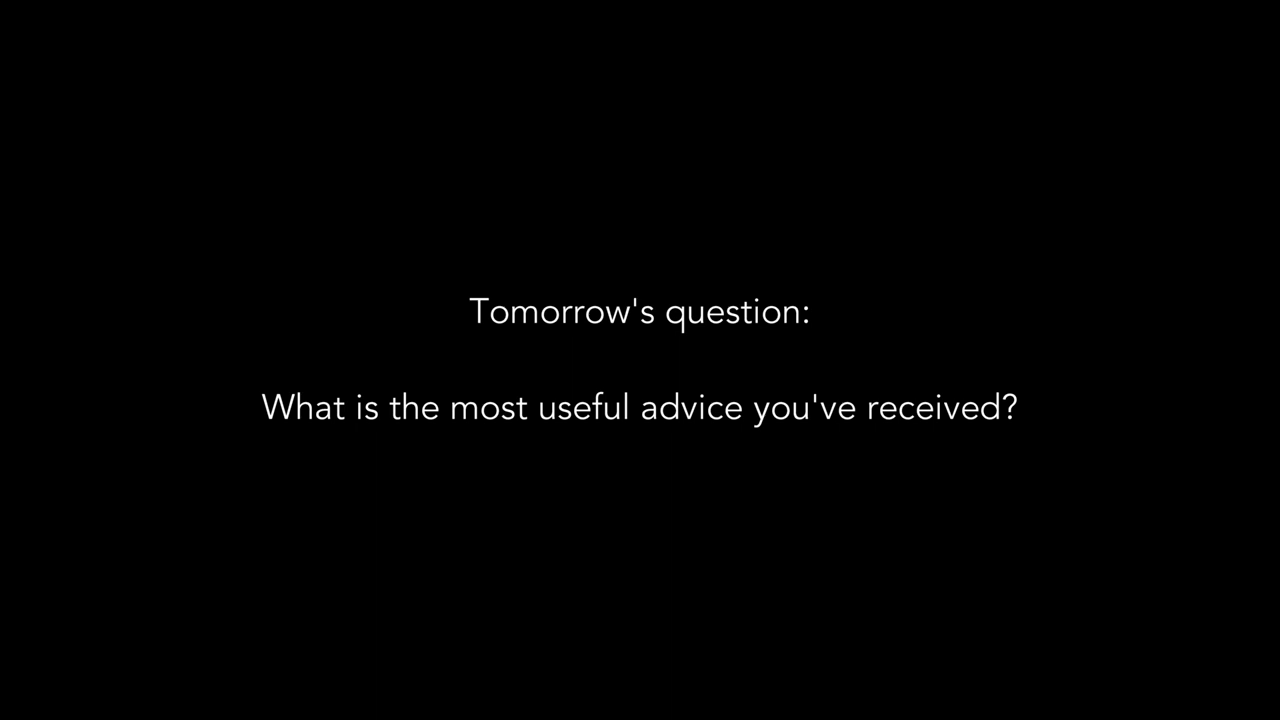 Tomorrow's question:
What is the most useful advice you've received?